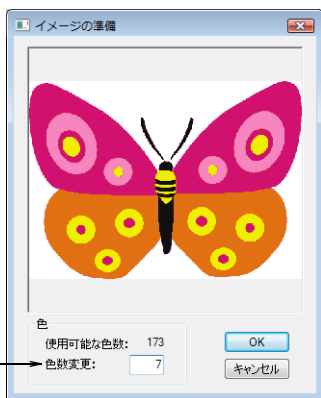 イメージの準備
色
使用可能な色数: 173
色数変更: 7
OK
キャンセル